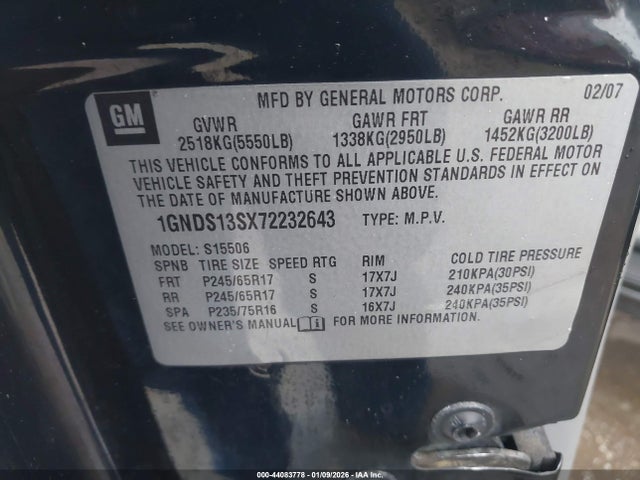 GM
MFD BY GENERAL MOTORS CORP. 02/07
GVWR GAWR FRT GAWR RR
2518KG(5550LB) 1338KG(2950LB) 1452KG(3200LB)
THIS VEHICLE CONFORMS TO ALL APPLICABLE U.S. FEDERAL MOTOR
VEHICLE SAFETY AND THEFT PREVENTION STANDARDS IN EFFECT ON
THE DATE OF MANUFACTURE SHOWN ABOVE.
1GNDS13SX72232643 TYPE: M.P.V.
MODEL: S15506
SPNB TIRE SIZE SPEED RTG RIM COLD TIRE PRESSURE
FRT P245/65R17 S 17X7J 210KPA(30PSI)
RR P245/65R17 S 17X7J 240KPA(35PSI)
SPA P235/75R16 S 16X7J 240KPA(35PSI)
SEE OWNER'S MANUAL i FOR MORE INFORMATION.
000-44083778 - 01/09/2026 - IAA Inc.